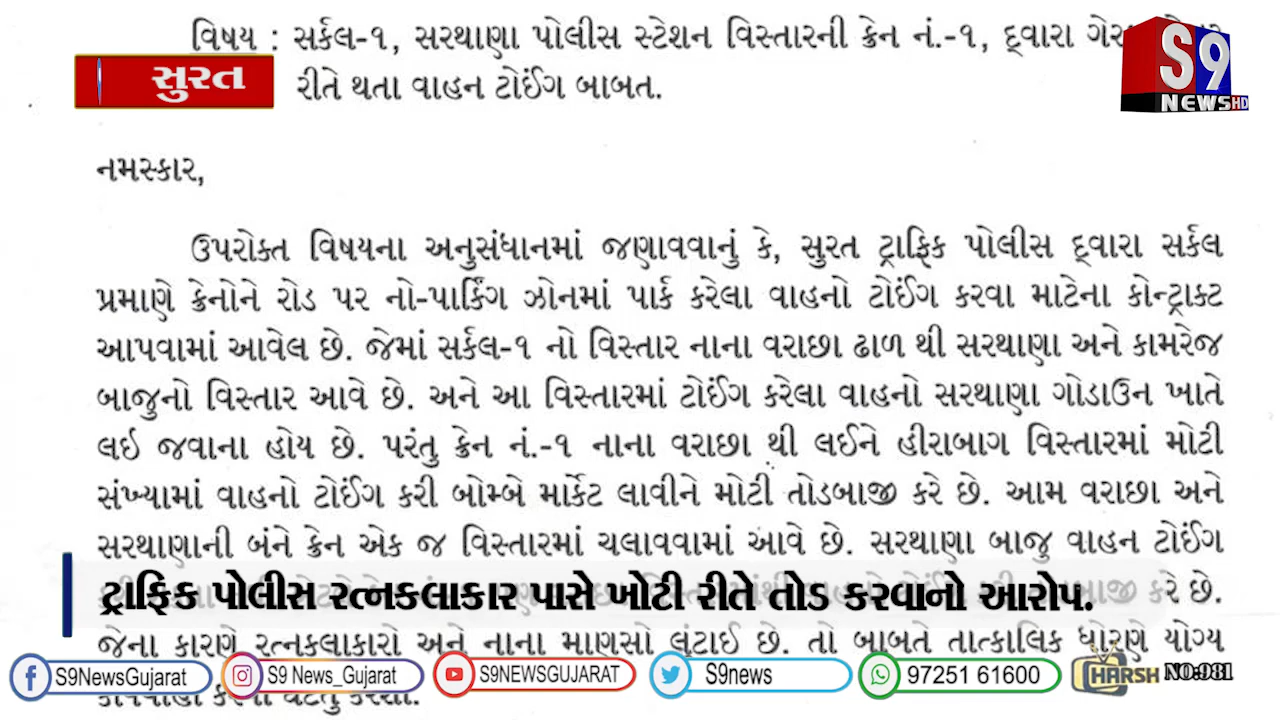 વિષય : સર્કલ-૧, સરથાણા પોલીસ સ્ટેશન વિસ્તારની ક્રેન નં.-૧, દ્વારા
રીતે થતા વાહન ટોઈંગ બાબત.
સુરત
S9
NEWS HD
નમસ્કાર,
ઉપરોક્ત વિષયના અનુસંધાનમાં જણાવવાનું કે, સુરત ટ્રાફિક પોલીસ દ્વારા સર્કલ
પ્રમાણે ક્રેનોને રોડ પર નો-પાર્કિંગ ઝોનમાં પાર્ક કરેલા વાહનો ટોઈંગ કરવા માટેના કોન્ટ્રાક્ટ
આપવામાં આવેલ છે. જેમાં સર્કલ-૧ નો વિસ્તાર નાના વરાછા ઢાળ થી સરથાણા અને કામરેજ
બાજુનો વિસ્તાર આવે છે. અને આ વિસ્તારમાં ટોઈંગ કરેલા વાહનો સરથાણા ગોડાઉન ખાતે
લઇ જવાના હોય છે. પરંતુ ક્રેન નં.-૧ નાના વરાછા થી લઈને હીરાબાગ વિસ્તારમાં મોટી
સંખ્યામાં વાહનો ટોઈંગ કરી બોમ્બે માર્કેટ લાવીને મોટી તોડબાજી કરે છે. આમ વરાછા અને
સરથાણાની બંને ક્રેન એક જ વિસ્તારમાં ચલાવવામાં આવે છે. સરથાણા બાજુ વાહન ટોઈંગ
કરે છે.
ટ્રાફિક પોલીસ રત્નકલાકાર પાસે ખોટી રીતે તોડ કરવાનો આરોપ.
જેના કારણે રત્નકલાકારો અને નાના માણસો લૂંટાઈ છે. તો બાબતે તાત્કાલિક ધોરણે યોગ્ય
S9NewsGujarat
S9 News_Gujarat
S9NEWSGUJARAT
S9news
97251 61600
HARSH
NO:981